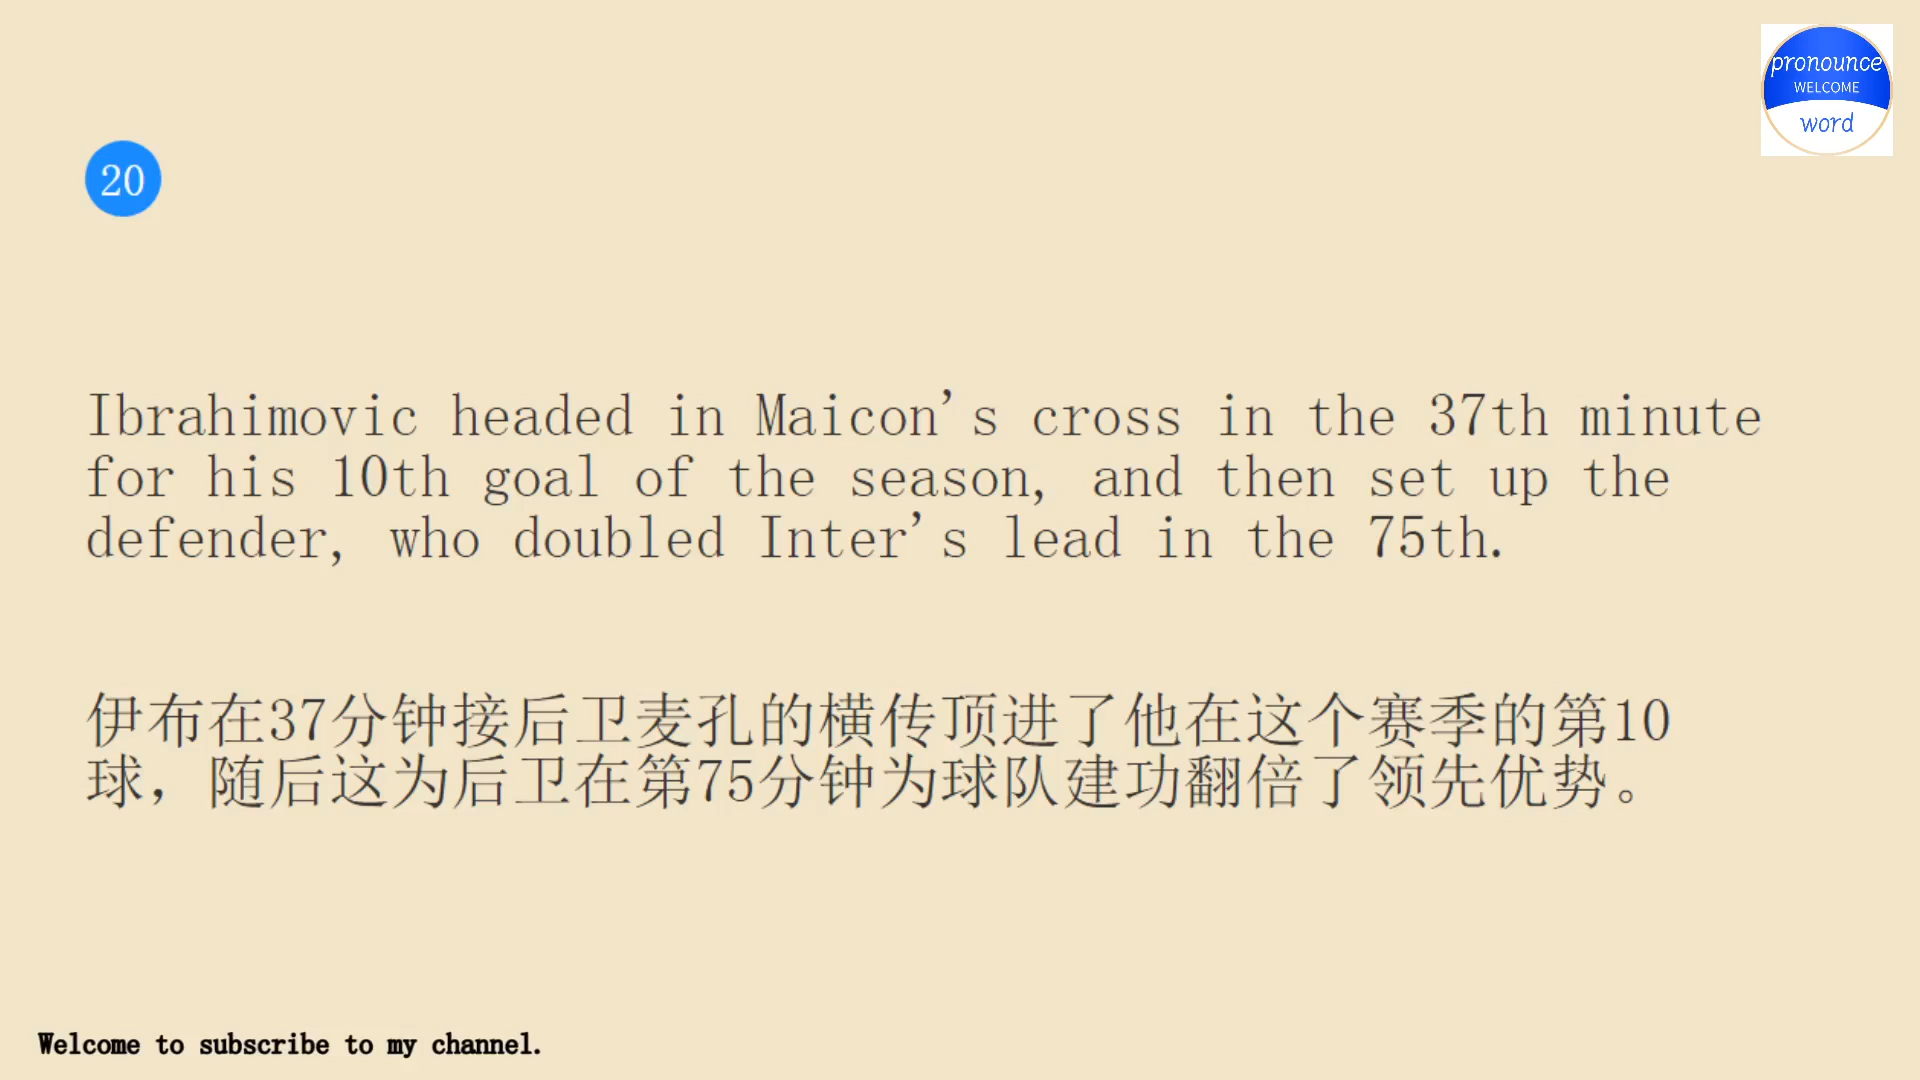 pronounce
WELCOME
word
20
Ibrahimovic headed in Maicon's cross in the 37th minute
for his 10th goal of the season, and then set up the
defender, who doubled Inter's lead in the 75th.
伊布在37分钟接后卫麦孔的横传顶进了他在这个赛季的第10
球，随后这为后卫在第75分钟为球队建功翻倍了领先优势。
Welcome to subscribe to my channel.